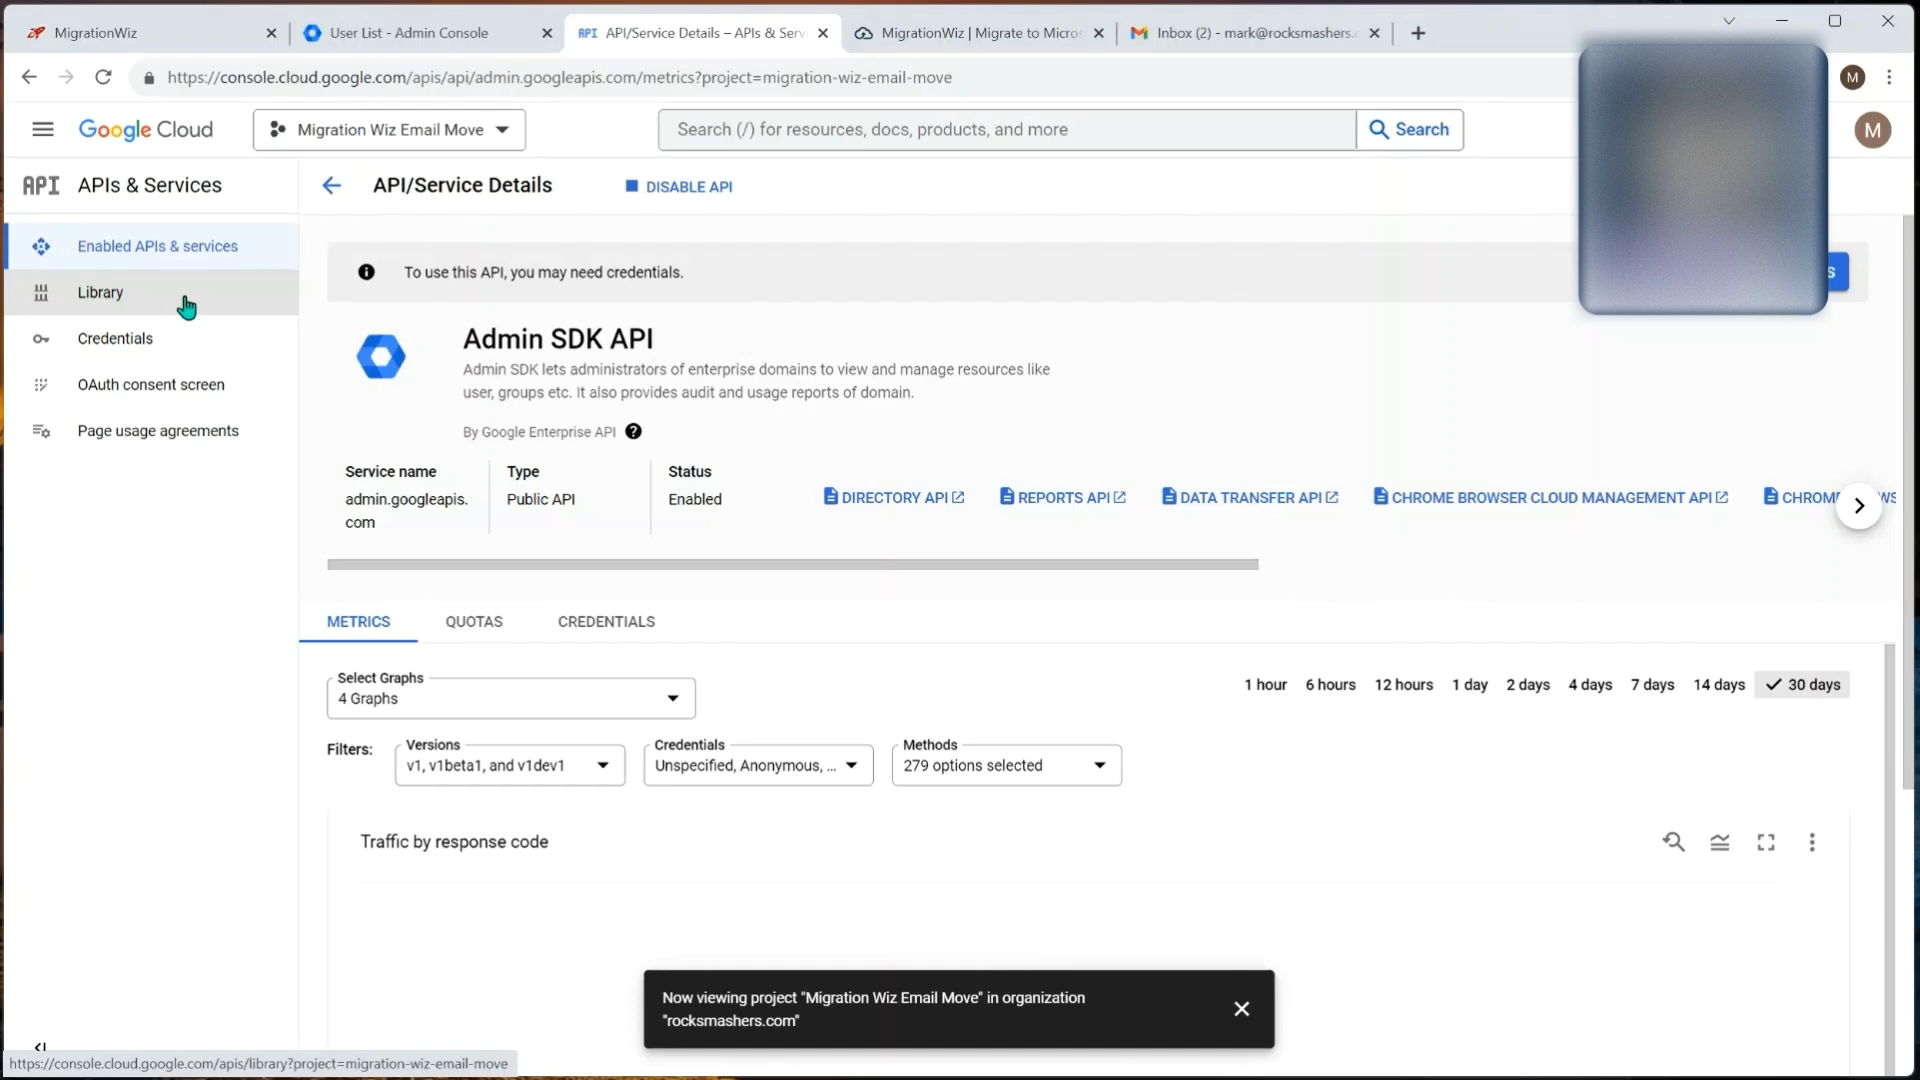 MigrationWiz
User List - Admin Console
API API/Service Details – APIs & Serv
MigrationWiz | Migrate to Micros
Inbox (2) - mark@rocksmashers.c
https://console.cloud.google.com/apis/api/admin.googleapis.com/metrics?project=migration-wiz-email-move
M
Google Cloud
Migration Wiz Email Move
Search (/) for resources, docs, products, and more
Search
M
API APIs & Services
API/Service Details
DISABLE API
Enabled APIs & services
Library
Credentials
OAuth consent screen
Page usage agreements
To use this API, you may need credentials.
S
Admin SDK API
Admin SDK lets administrators of enterprise domains to view and manage resources like
user, groups etc. It also provides audit and usage reports of domain.
By Google Enterprise API
Service name
admin.googleapis.
com
Type
Public API
Status
Enabled
DIRECTORY API
REPORTS API
DATA TRANSFER API
CHROME BROWSER CLOUD MANAGEMENT API
CHROM
WS
METRICS
QUOTAS
CREDENTIALS
Select Graphs
4 Graphs
1 hour
6 hours
12 hours
1 day
2 days
4 days
7 days
14 days
30 days
Filters:
Versions
v1, v1beta1, and v1dev1
Credentials
Unspecified, Anonymous, ...
Methods
279 options selected
Traffic by response code
Now viewing project "Migration Wiz Email Move" in organization
"rocksmashers.com"
https://console.cloud.google.com/apis/library?project=migration-wiz-email-move